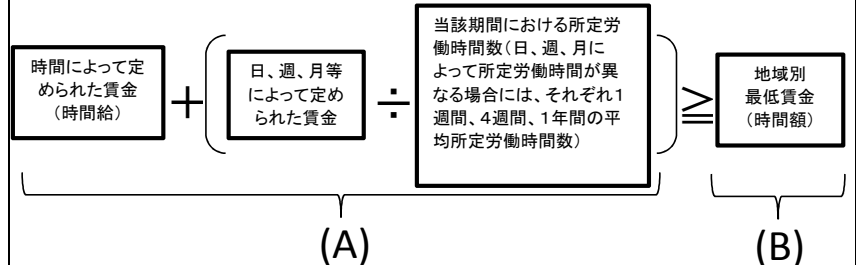 時間によって定
められた賃金
(時間給)
+
日、週、月等
によって定め
られた賃金
÷
当該期間における所定労
働時間数(日、週、月に
よって所定労働時間が異
なる場合には、それぞれ1
週間、4週間、1年間の平
均所定労働時間数)
≧
地域別
最低賃金
(時間額)
(A)
(B)